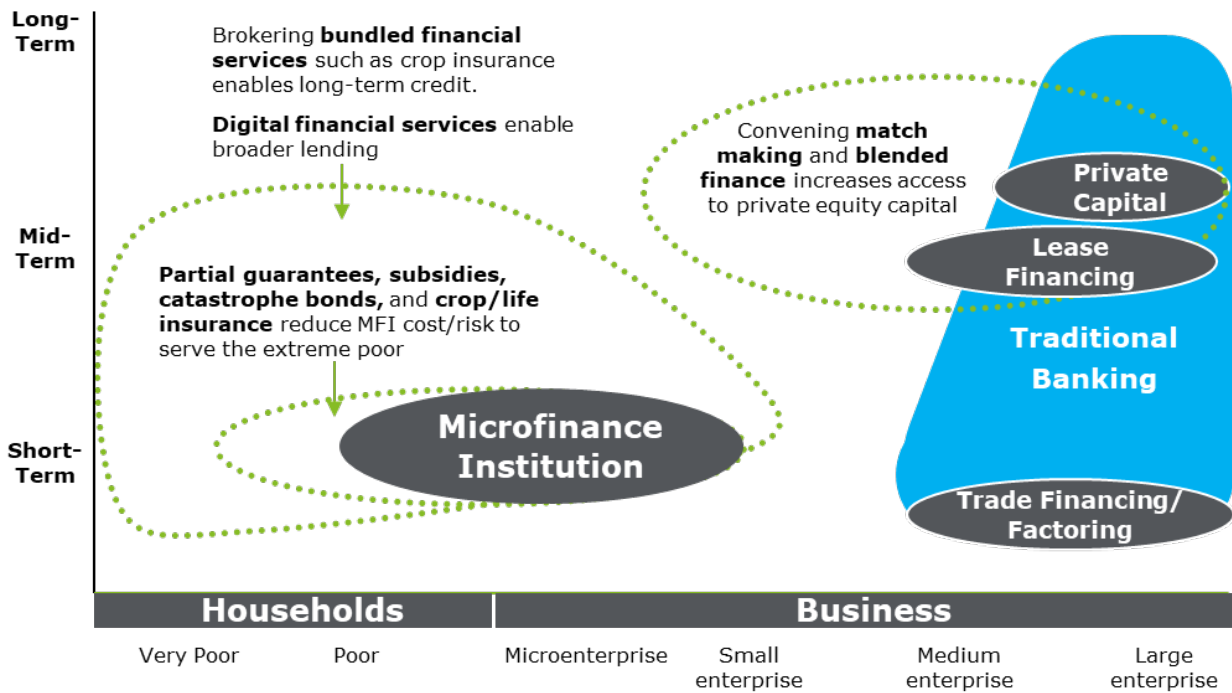 Long-
Term
Brokering bundled financial
services such as crop insurance
enables long-term credit.
Digital financial services enable
broader lending
Convening match
making and blended
finance increases access
to private equity capital
Private
Capital
Mid-
Term
Lease
Financing
Partial guarantees, subsidies,
catastrophe bonds, and crop/life
insurance reduce MFI cost/risk to
serve the extreme poor
Traditional
Banking
Short-
Term
Microfinance
Institution
Trade Financing/
Factoring
Households
Business
Very Poor
Poor
Microenterprise
Small
enterprise
Medium
enterprise
Large
enterprise